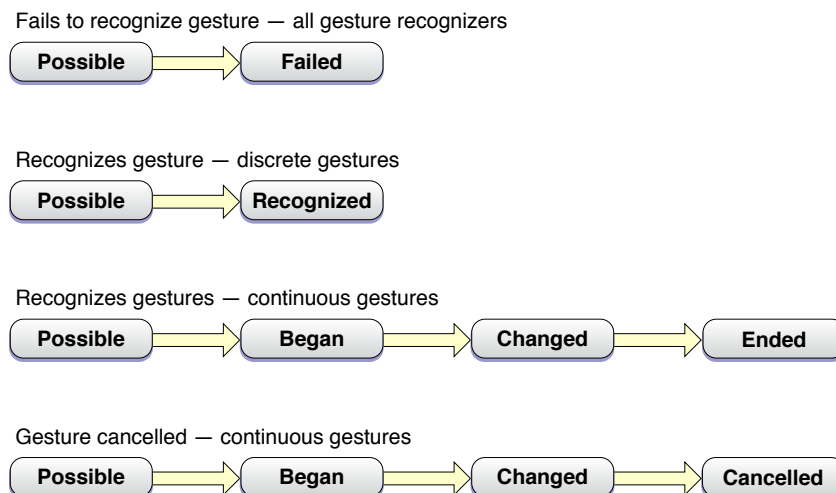 Fails to recognize gesture — all gesture recognizers
Possible Failed
Recognizes gesture — discrete gestures
Possible Recognized
Recognizes gestures — continuous gestures
Possible Began Changed Ended
Gesture cancelled — continuous gestures
Possible Began Changed Cancelled